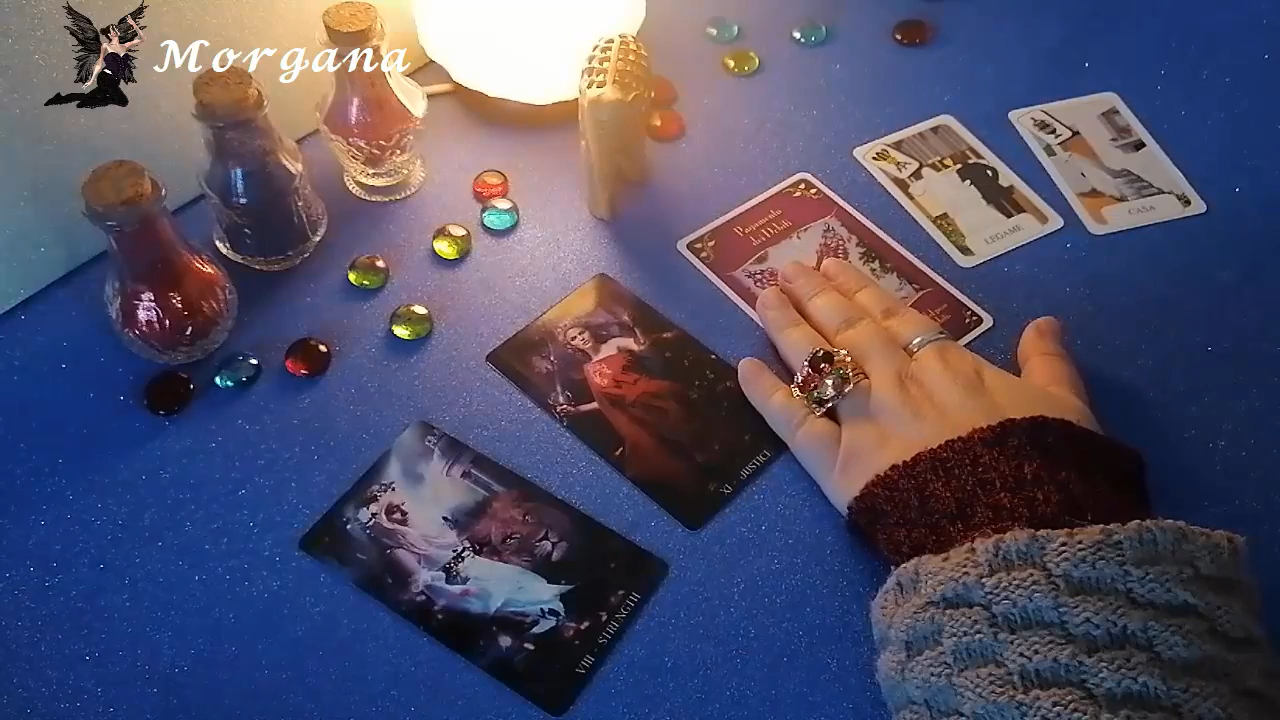 Morgana
Pagamento
dei Debiti
LEGAME
CASA
XI - JUSTICE
VIII - STRENGTH